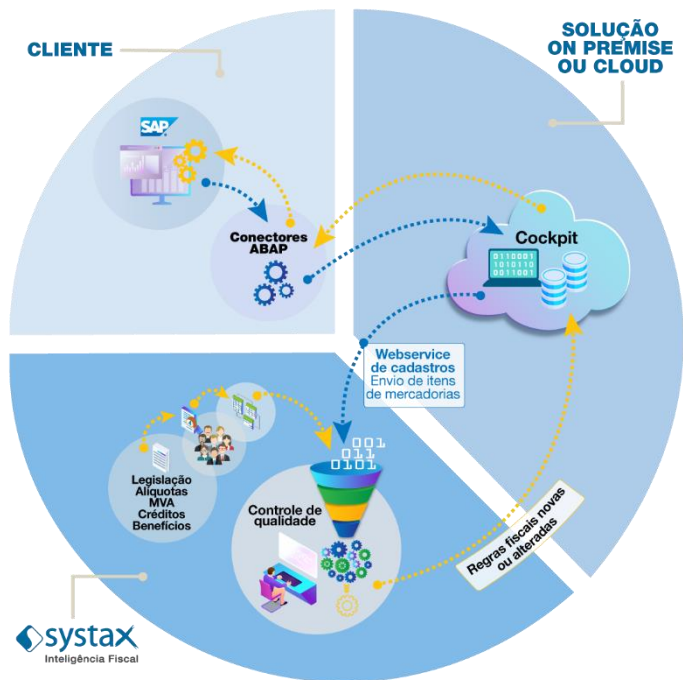 CLIENTE
SOLUÇÃO
ON PREMISE
OU CLOUD
SAP
Conectores
ABAP
Cockpit
0110001
1010110
0011001
Webservice
de cadastros
Envio de itens
de mercadorias
001
011
0101
Legislação
Alíquotas
MVA
Créditos
Benefícios
Controle de
qualidade
Regras fiscais novas
ou alteradas
systax
Inteligência Fiscal